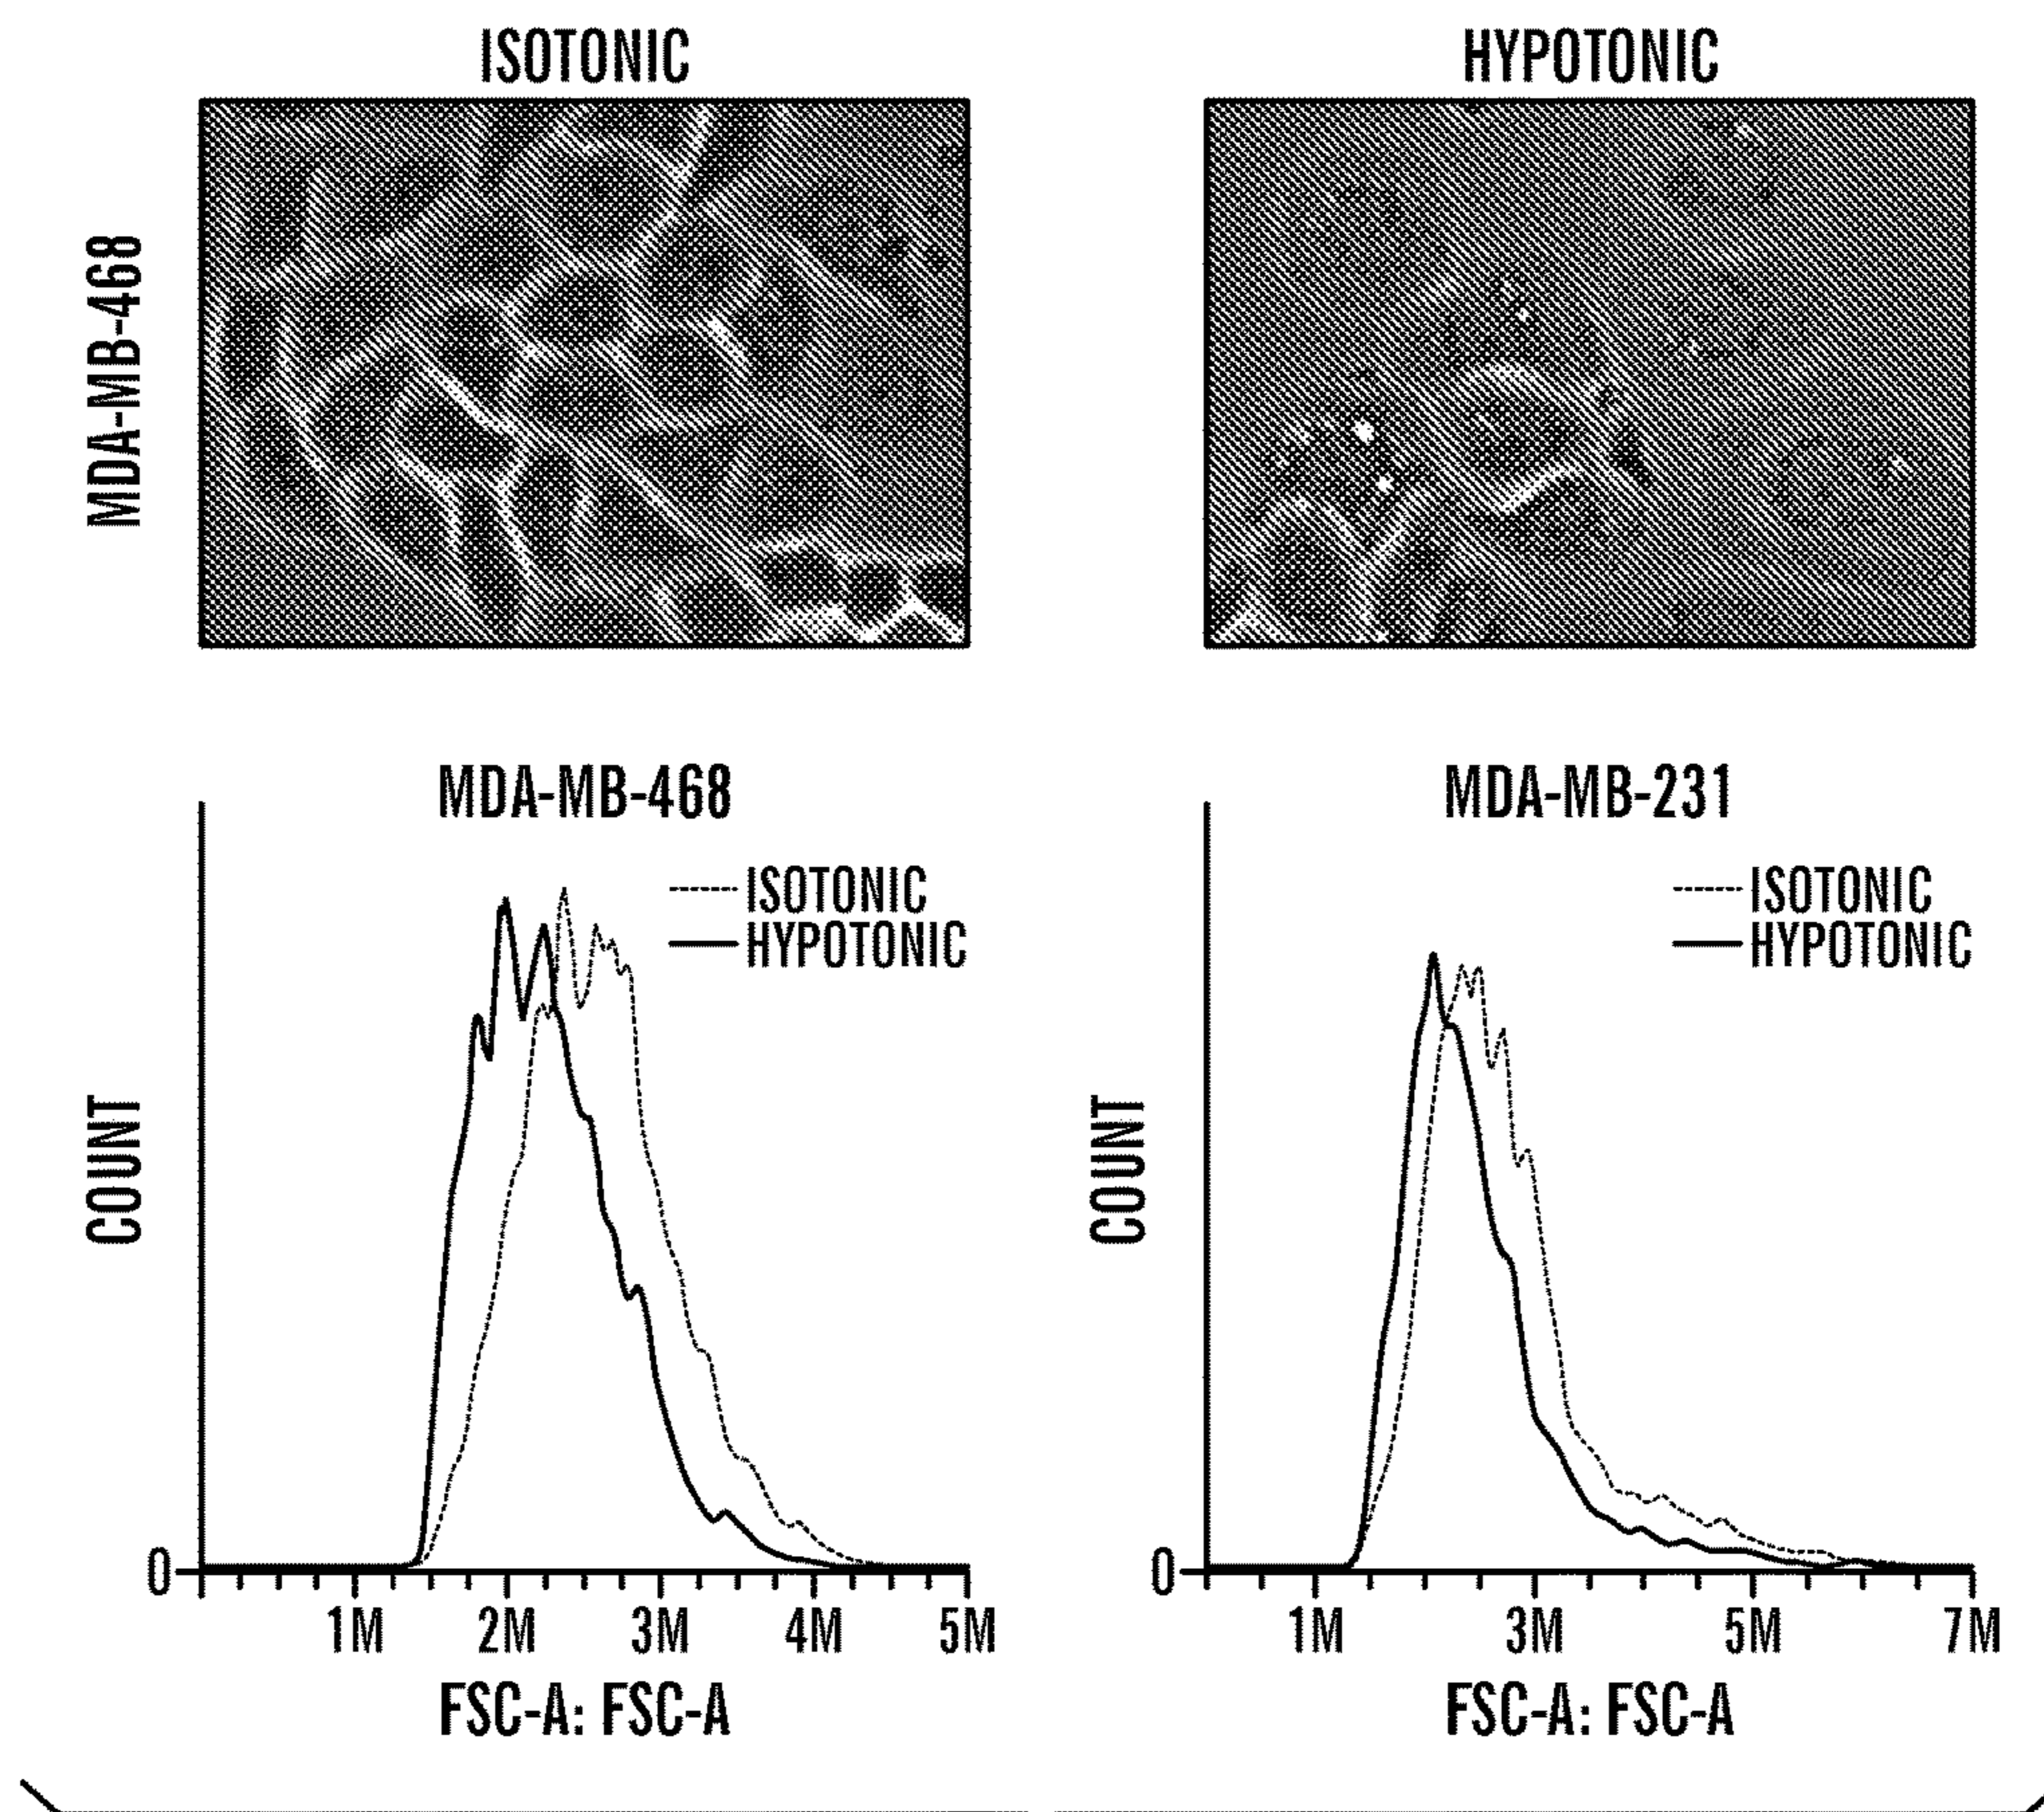 ISOTONIC
HYPOTONIC
MDA-MB-468
MDA-MB-468
ISOTONIC
HYPOTONIC
COUNT
0
1M 2M 3M 4M 5M
FSC-A: FSC-A
MDA-MB-231
ISOTONIC
HYPOTONIC
COUNT
0
1M 3M 5M 7M
FSC-A: FSC-A